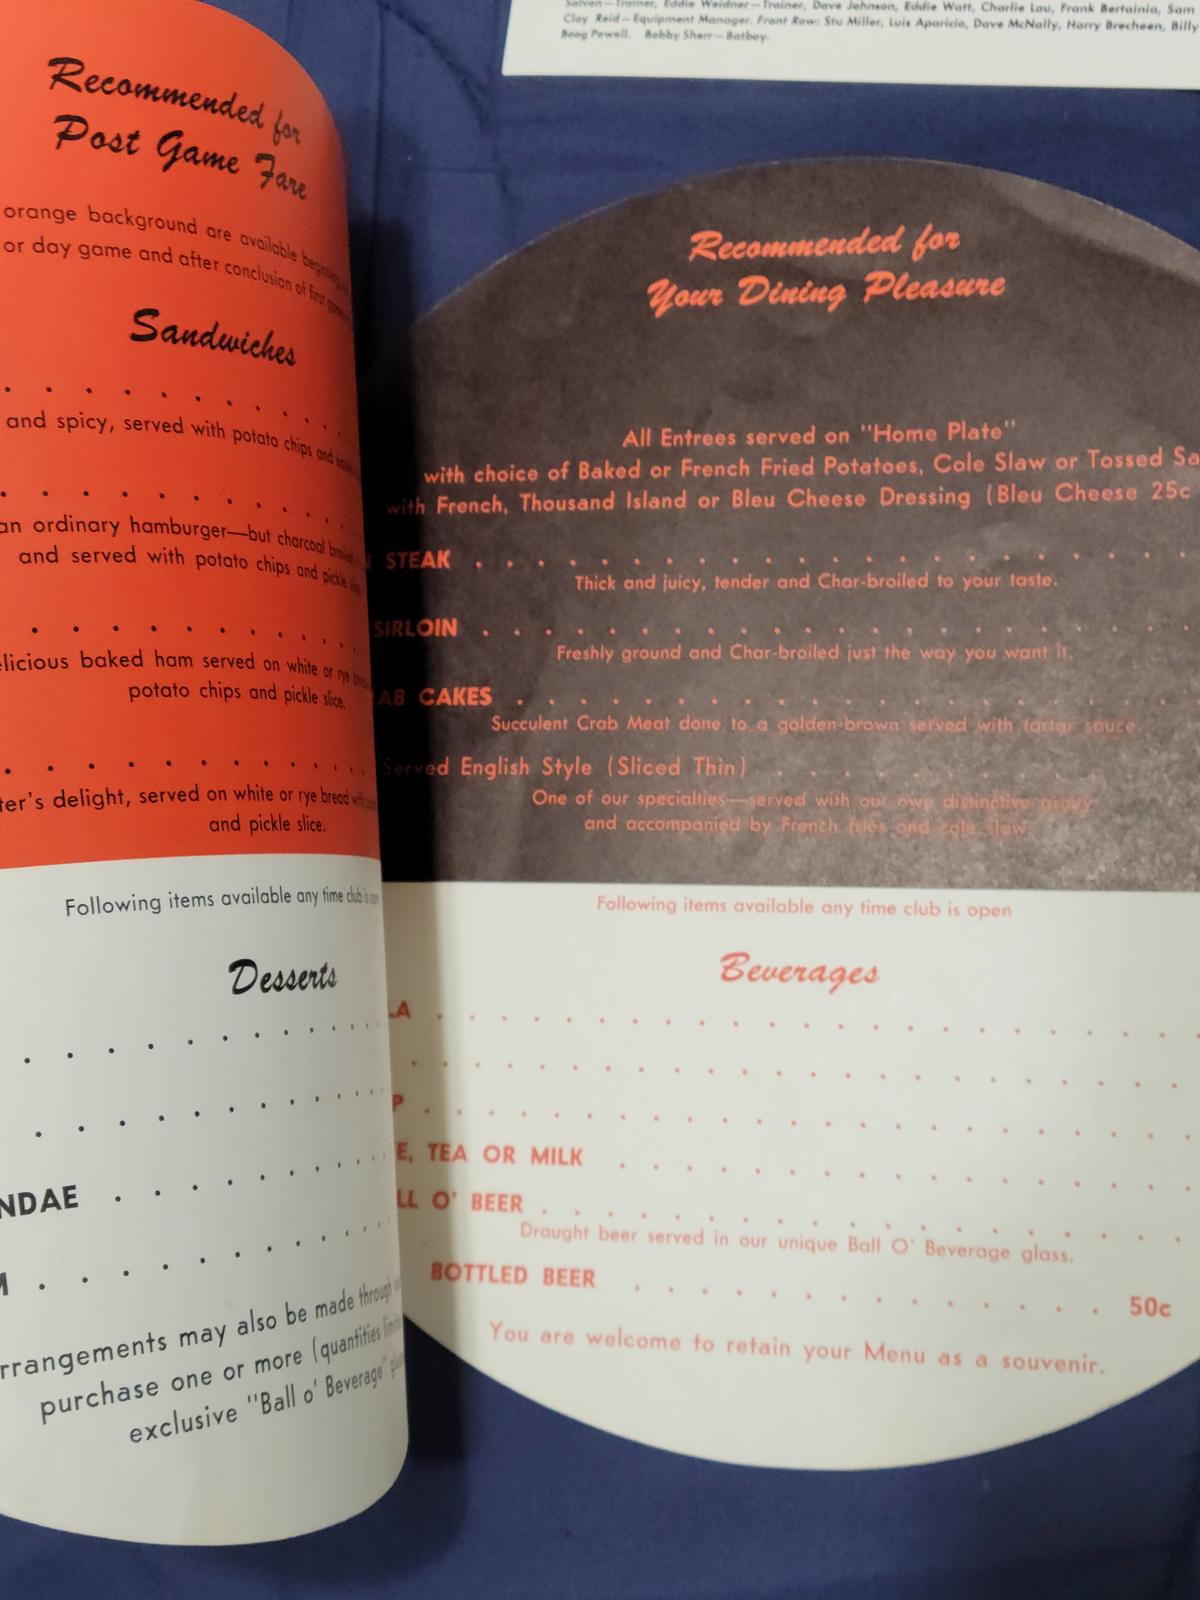 Salvon—Trainer, Eddie Weidner—Trainer, Dave Johnson, Eddie Watt, Charlie Lau, Frank Bertaina, Sam
Clay Reid—Equipment Manager. Front Row: Stu Miller, Luis Aparicio, Dave McNally, Harry Brecheen, Billy
Boog Powell. Bobby Sherr—Batboy.
Recommended for
Post Game Fare
orange background are available beginning
or day game and after conclusion of first game
Sandwiches
and spicy, served with potato chips and
an ordinary hamburger—but charcoal
and served with potato chips and pickle
licious baked ham served on white or rye
potato chips and pickle slice.
ter's delight, served on white or rye bread
and pickle slice.
Following items available any time club is
Desserts
NDAE
M
rrangements may also be made through
purchase one or more (quantities
exclusive "Ball o' Beverage"
Recommended for
Your Dining Pleasure
All Entrees served on "Home Plate"
with choice of Baked or French Fried Potatoes, Cole Slaw or Tossed Sa
with French, Thousand Island or Bleu Cheese Dressing (Bleu Cheese 25c
STEAK . . . . . . . . . . . .
Thick and juicy, tender and Char-broiled to your taste.
SIRLOIN . . . . . . . . . . . .
Freshly ground and Char-broiled just the way you want it.
AB CAKES . . . . . . . . . . . .
Succulent Crab Meat done to a golden-brown served with tartar sauce.
Served English Style (Sliced Thin) . . . . . . . .
One of our specialties—served with our own distinctive gravy
and accompanied by French fries and cole slaw.
Following items available any time club is open
Beverages
LA . . . . . . . . . . . .
P . . . . . . . . . . . .
E, TEA OR MILK . . . . . . . . . .
LL O' BEER . . . . . . . . . . . .
Draught beer served in our unique Ball O' Beverage glass.
BOTTLED BEER . . . . . . . . . 50c
You are welcome to retain your Menu as a souvenir.